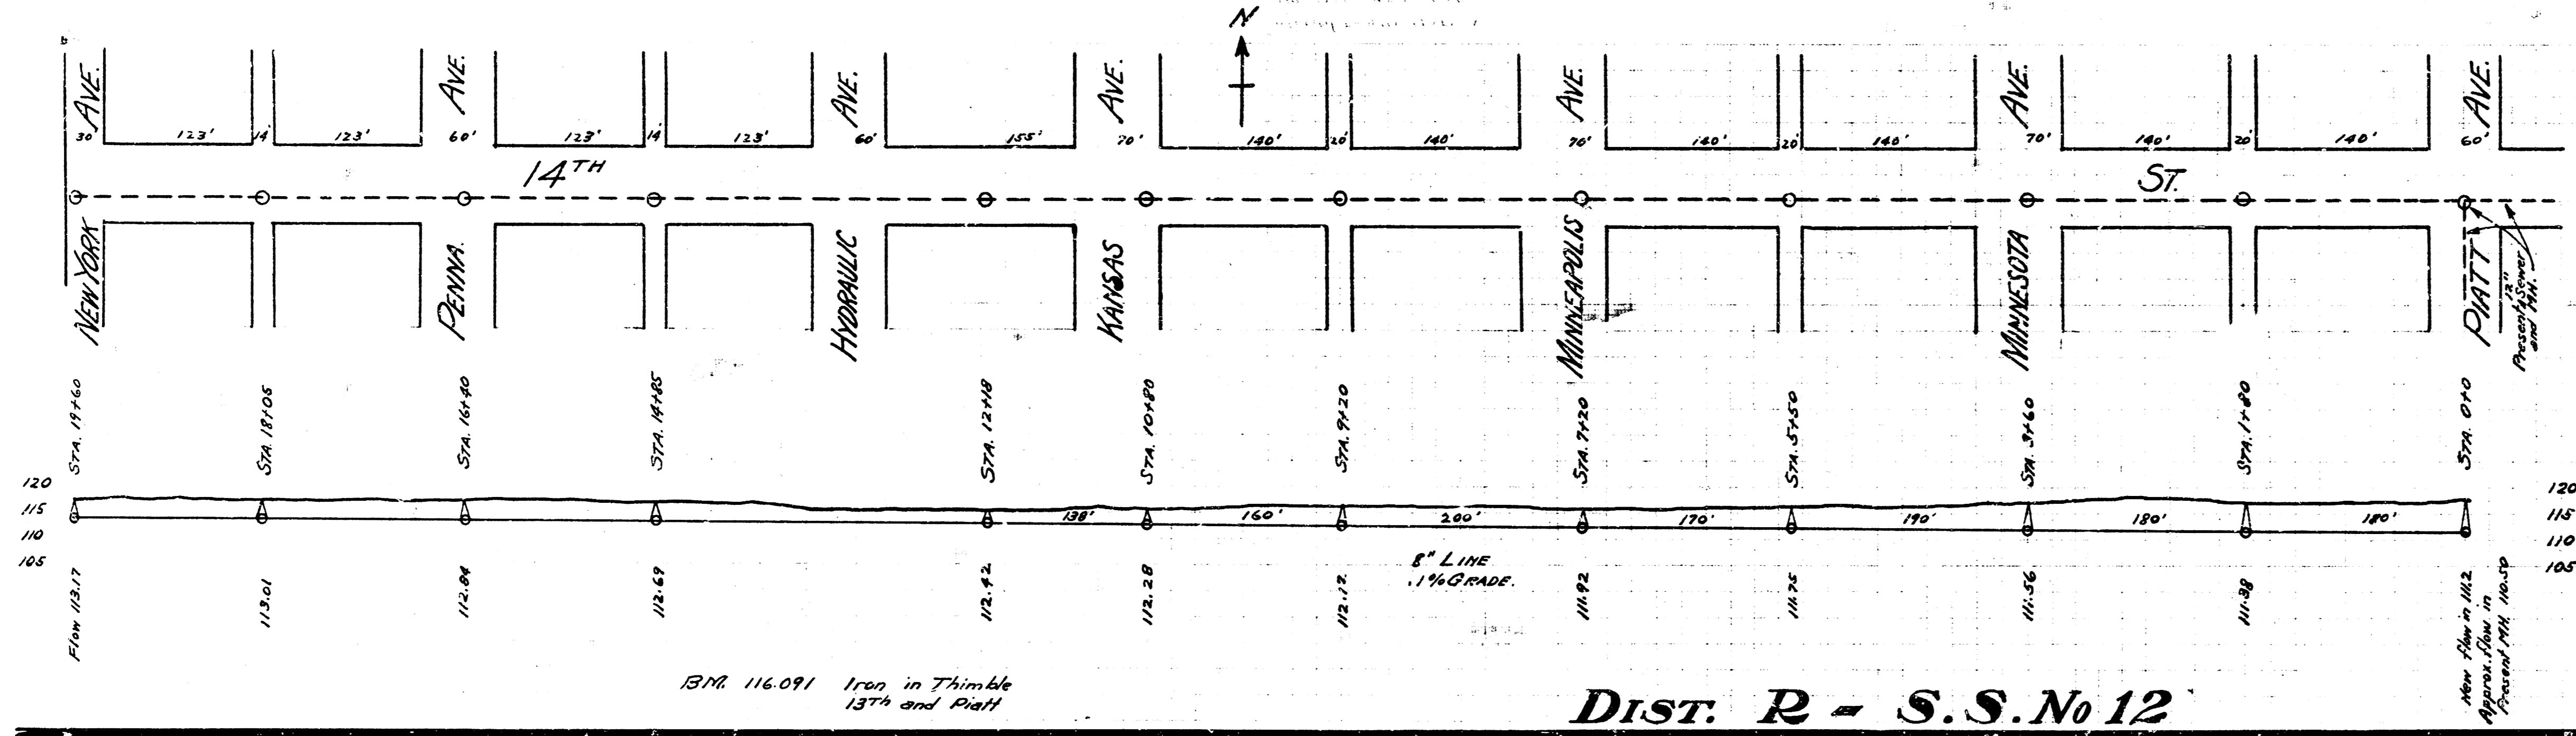 N
AVE.
AVE.
AVE.
AVE.
AVE.
AVE.
AVE.
30' 123' 14' 123' 60' 123' 14' 123' 60' 155' 70' 140' 20' 140' 70' 140' 20' 140' 70' 140' 20' 140' 60'
14TH ST.
NEW YORK
PENNA.
HYDRAULIC
KANSAS
MINNEAPOLIS
MINNESOTA
PIATT
12"
Present Sewer
and MH.
STA. 19+60
STA. 18+05
STA. 16+40
STA. 14+85
STA. 12+18
STA. 10+80
STA. 9+20
STA. 7+20
STA. 5+50
STA. 3+60
STA. 1+80
STA. 0+0
120
115
110
105
138' 160' 200' 170' 190' 180' 180'
120
115
110
105
8" LINE
.1% GRADE.
Flow 113.17
113.01
112.84
112.69
112.42
112.28
112.12
111.92
111.75
111.56
111.38
New flow in 111.2
Approx. flow in
Present MH. 110.50
BM. 116.091 Iron in Thimble
13Th and Piatt
DIST. R - S.S. No 12